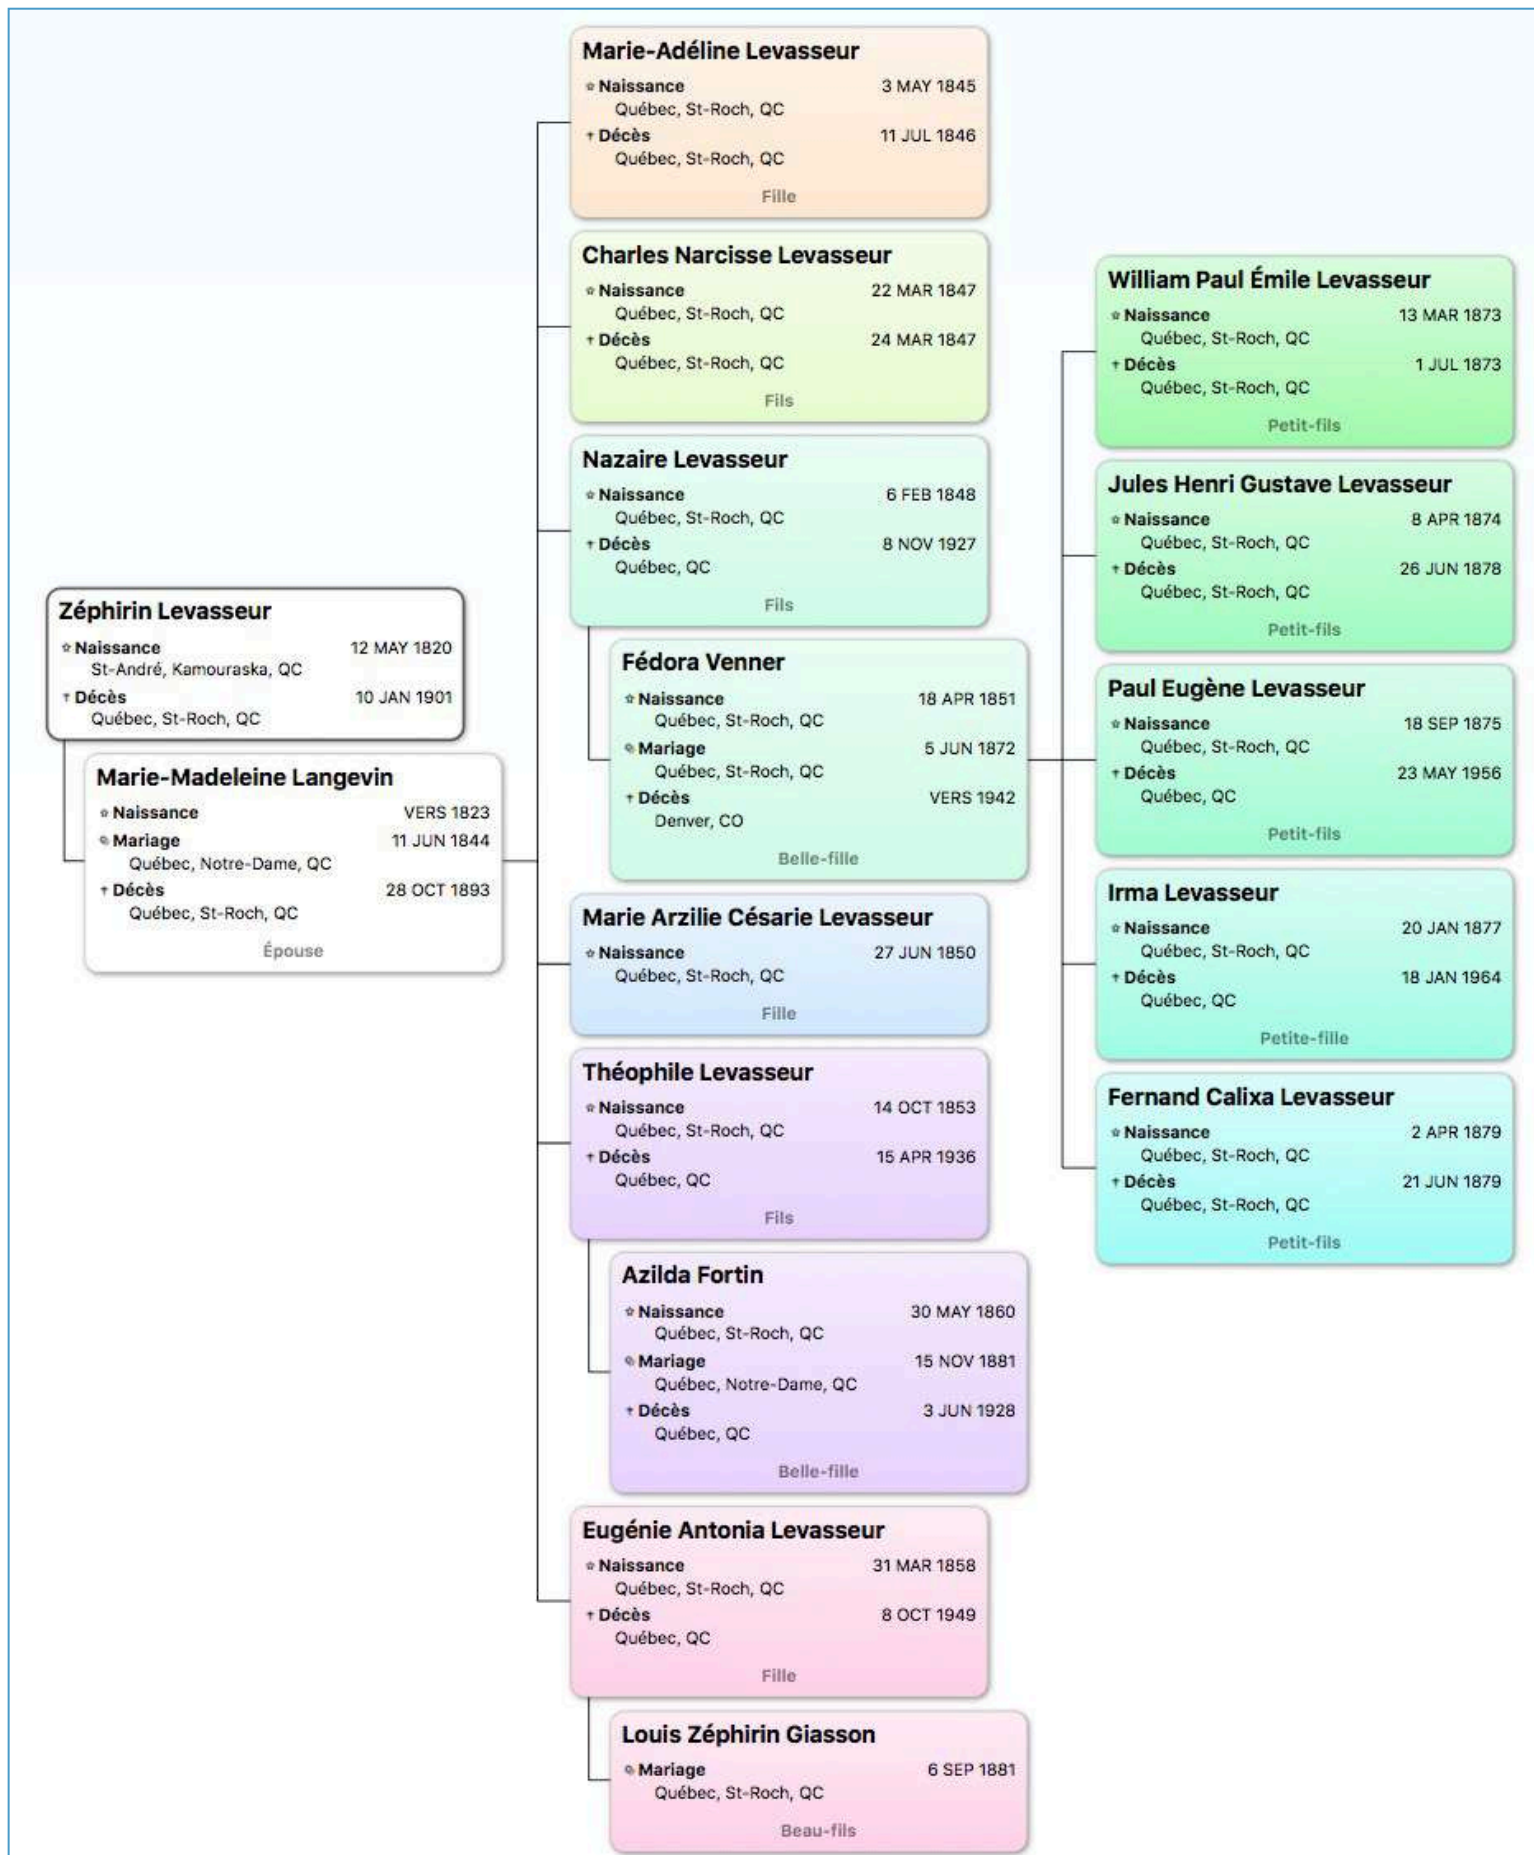 Zéphirin Levasseur
Naissance 12 MAY 1820
St-André, Kamouraska, QC
Décès 10 JAN 1901
Québec, St-Roch, QC
Marie-Madeleine Langevin
Naissance VERS 1823
Mariage 11 JUN 1844
Québec, Notre-Dame, QC
Décès 28 OCT 1893
Québec, St-Roch, QC
Épouse
Marie-Adéline Levasseur
Naissance 3 MAY 1845
Québec, St-Roch, QC
Décès 11 JUL 1846
Québec, St-Roch, QC
Fille
Charles Narcisse Levasseur
Naissance 22 MAR 1847
Québec, St-Roch, QC
Décès 24 MAR 1847
Québec, St-Roch, QC
Fils
Nazaire Levasseur
Naissance 6 FEB 1848
Québec, St-Roch, QC
Décès 8 NOV 1927
Québec, QC
Fils
Fédora Venner
Naissance 18 APR 1851
Québec, St-Roch, QC
Mariage 5 JUN 1872
Québec, St-Roch, QC
Décès VERS 1942
Denver, CO
Belle-fille
Marie Arzilie Césarie Levasseur
Naissance 27 JUN 1850
Québec, St-Roch, QC
Fille
Théophile Levasseur
Naissance 14 OCT 1853
Québec, St-Roch, QC
Décès 15 APR 1936
Québec, QC
Fils
Azilda Fortin
Naissance 30 MAY 1860
Québec, St-Roch, QC
Mariage 15 NOV 1881
Québec, Notre-Dame, QC
Décès 3 JUN 1928
Québec, QC
Belle-fille
Eugénie Antonia Levasseur
Naissance 31 MAR 1858
Québec, St-Roch, QC
Décès 8 OCT 1949
Québec, QC
Fille
Louis Zéphirin Giasson
Mariage 6 SEP 1881
Québec, St-Roch, QC
Beau-fils
William Paul Émile Levasseur
Naissance 13 MAR 1873
Québec, St-Roch, QC
Décès 1 JUL 1873
Québec, St-Roch, QC
Petit-fils
Jules Henri Gustave Levasseur
Naissance 8 APR 1874
Québec, St-Roch, QC
Décès 26 JUN 1878
Québec, St-Roch, QC
Petit-fils
Paul Eugène Levasseur
Naissance 18 SEP 1875
Québec, St-Roch, QC
Décès 23 MAY 1956
Québec, QC
Petit-fils
Irma Levasseur
Naissance 20 JAN 1877
Québec, St-Roch, QC
Décès 18 JAN 1964
Québec, QC
Petite-fille
Fernand Calixa Levasseur
Naissance 2 APR 1879
Québec, St-Roch, QC
Décès 21 JUN 1879
Québec, St-Roch, QC
Petit-fils